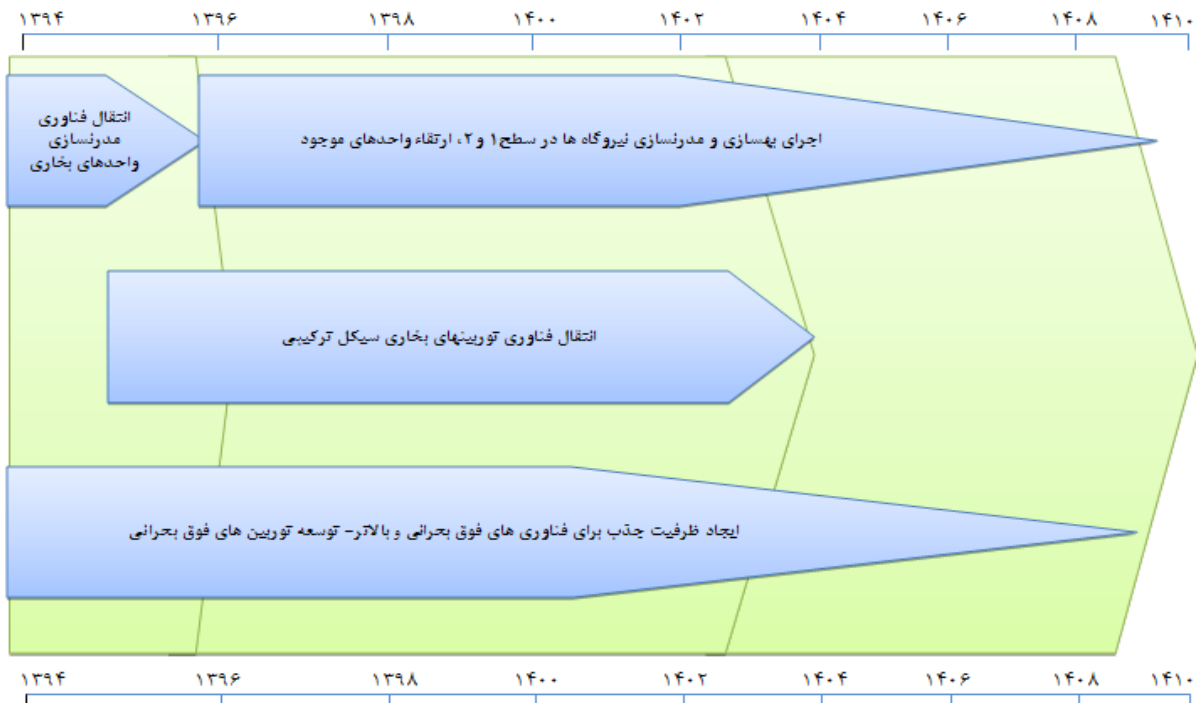 ۱۳۹۴ ۱۳۹۶ ۱۳۹۸ ۱۴۰۰ ۱۴۰۲ ۱۴۰۴ ۱۴۰۶ ۱۴۰۸ ۱۴۱۰
انتقال فناوری
مدرنسازی
واحدهای بخاری
اجرای بهسازی و مدرنسازی نیروگاه ها در سطح۱ و ۲، ارتقاء واحدهای موجود
انتقال فناوری توربینهای بخاری سیکل ترکیبی
ایجاد ظرفیت جذب برای فناوری های فوق بحرانی و بالاتر- توسعه توربین های فوق بحرانی
۱۳۹۴ ۱۳۹۶ ۱۳۹۸ ۱۴۰۰ ۱۴۰۲ ۱۴۰۴ ۱۴۰۶ ۱۴۰۸ ۱۴۱۰